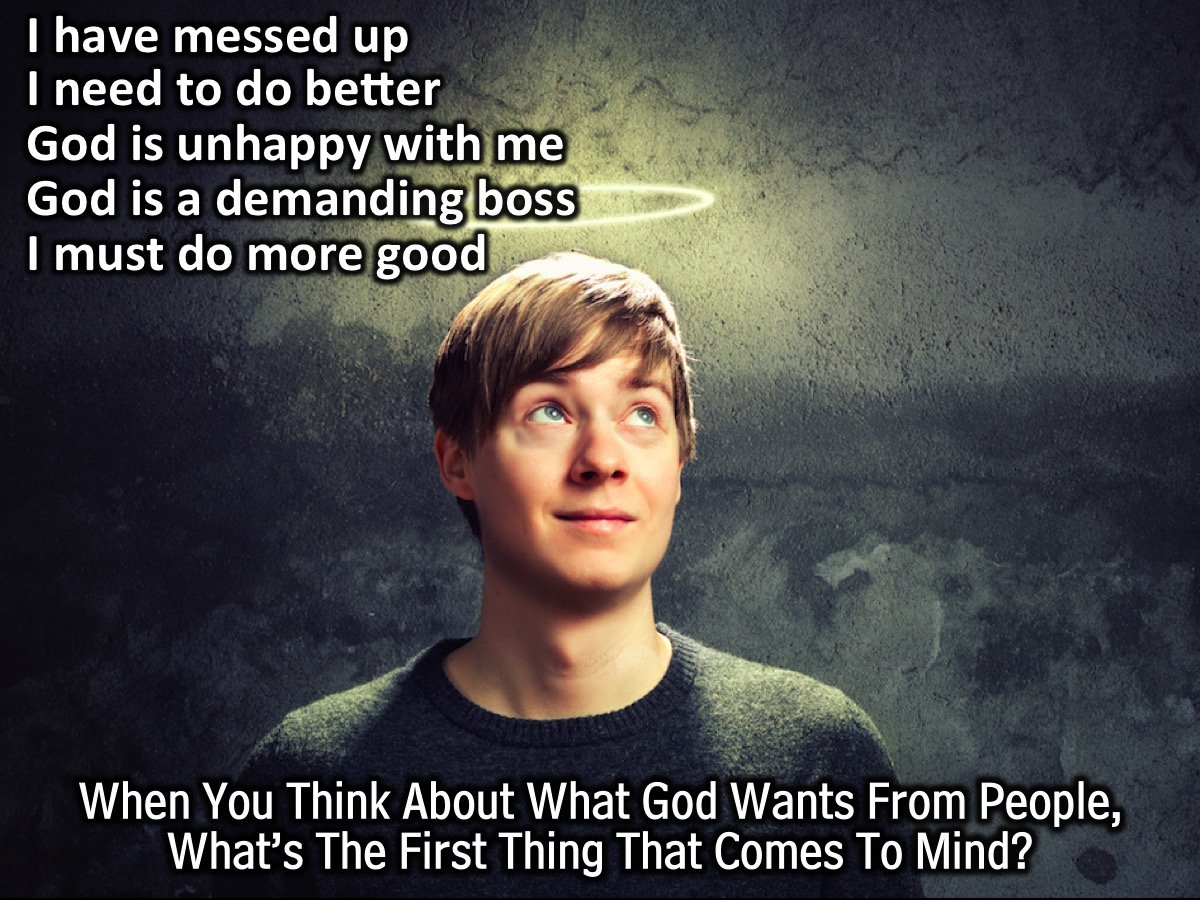 I have messed up
I need to do better
God is unhappy with me
God is a demanding boss
I must do more good
When You Think About What God Wants From People,
What's The First Thing That Comes To Mind?